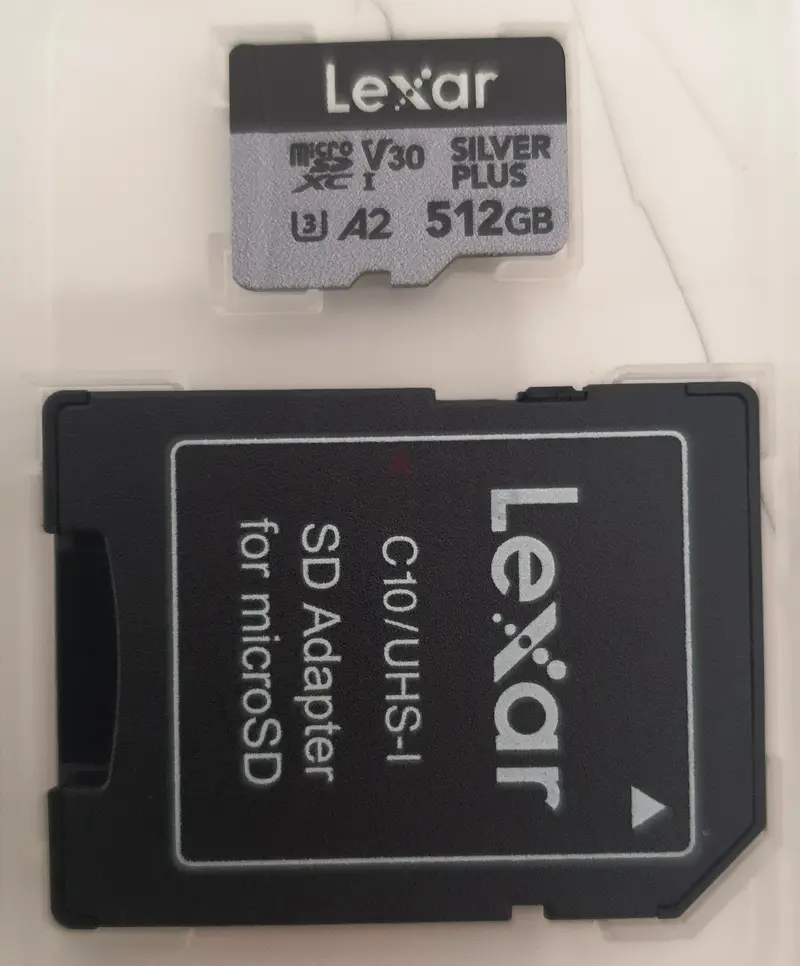 Lexar
micro SD XC I V30 SILVER PLUS
U3 A2 512GB
Lexar
C10/UHS-I
SD Adapter
for microSD